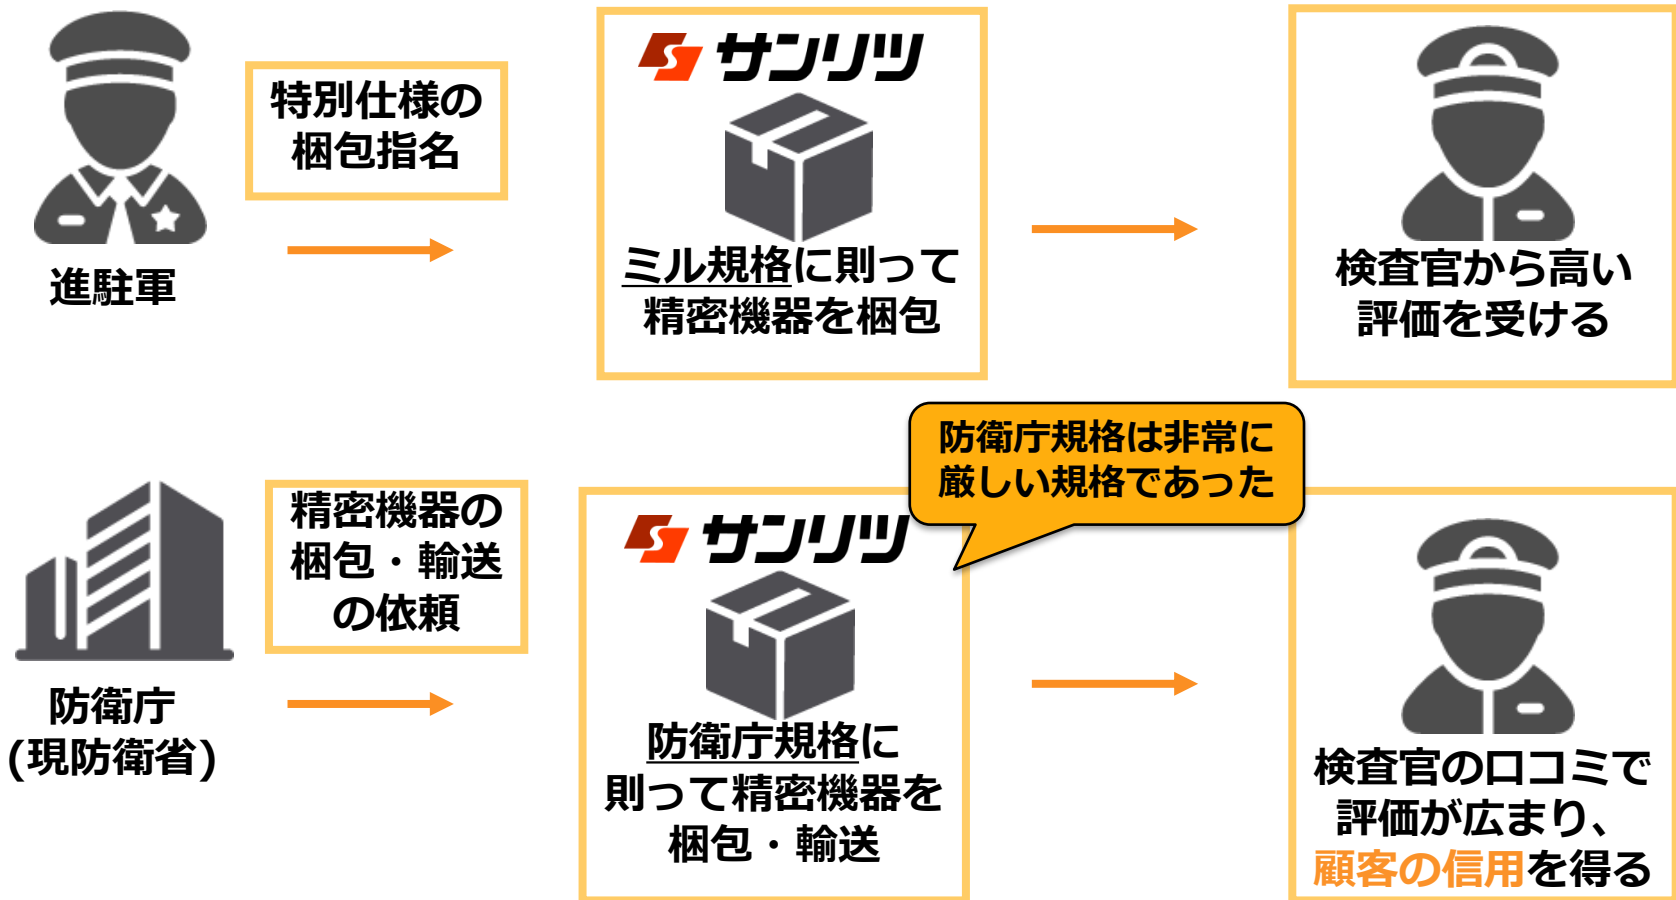 特別仕様の
梱包指名
進駐軍
サンリツ
ミル規格に則って
精密機器を梱包
検査官から高い
評価を受ける
防衛庁規格は非常に
厳しい規格であった
精密機器の
梱包・輸送
の依頼
防衛庁
(現防衛省)
サンリツ
防衛庁規格に
則って精密機器を
梱包・輸送
検査官の口コミで
評価が広まり、
顧客の信用を得る